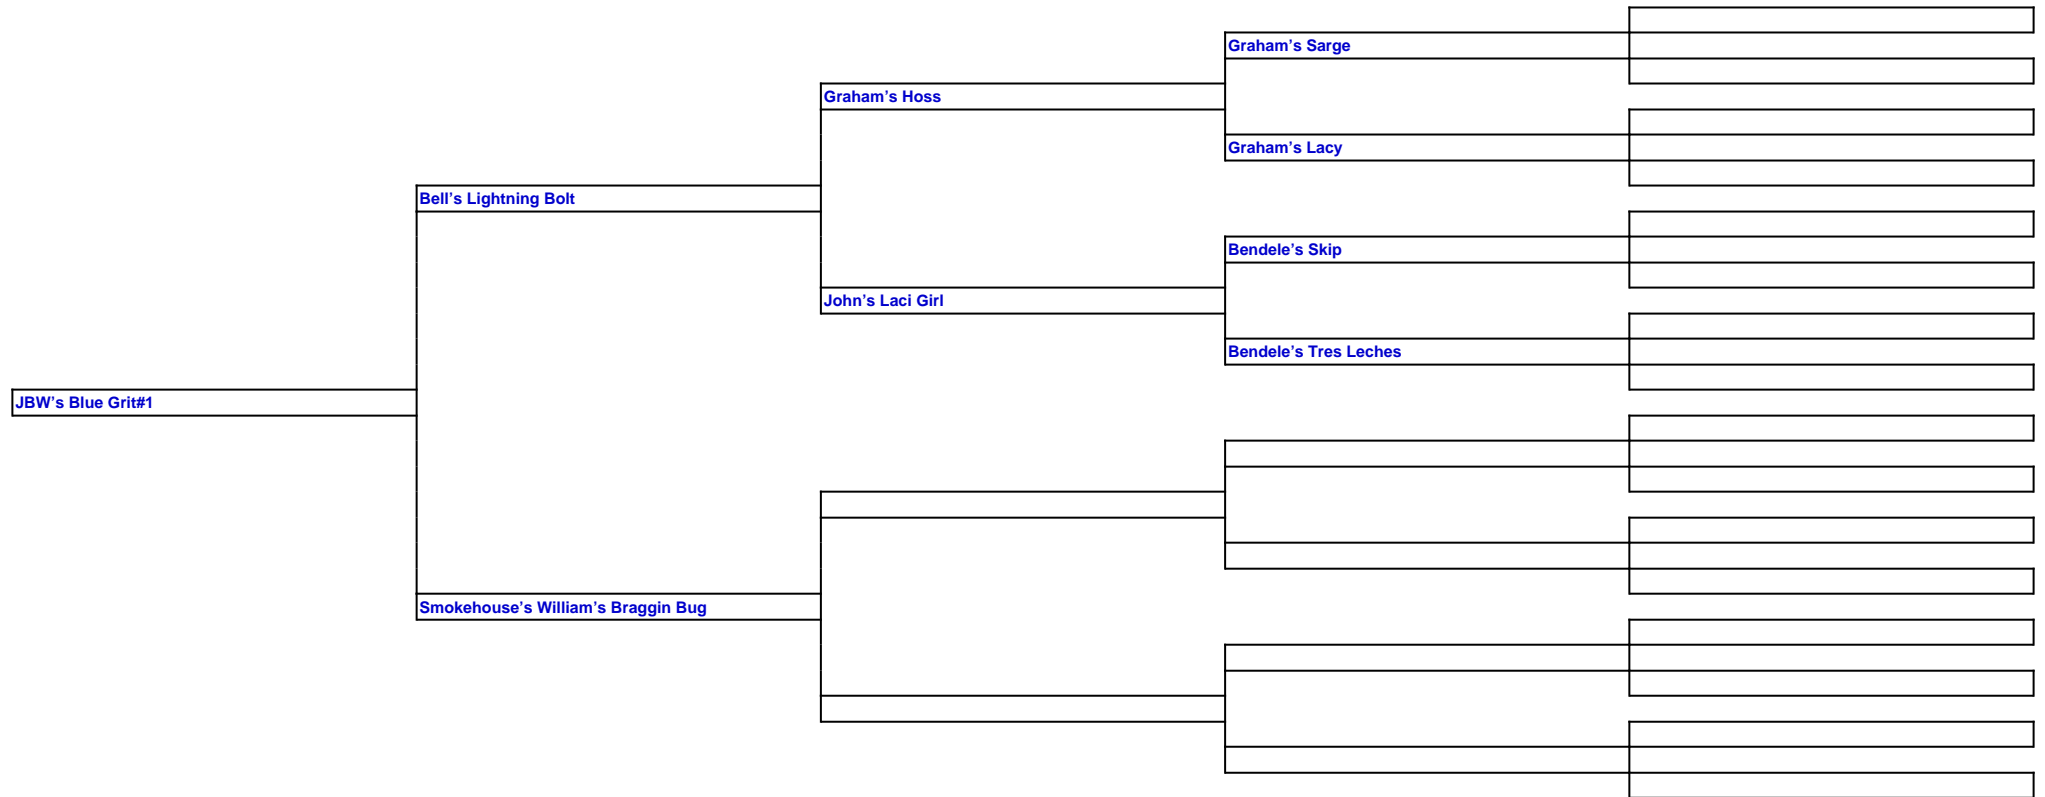 Graham’s Sarge
Graham’s Hoss
Graham’s Lacy
Bell’s Lightning Bolt
Bendele’s Skip
John’s Laci Girl
Bendele’s Tres Leches
JBW’s Blue Grit#1
Smokehouse’s William’s Braggin Bug